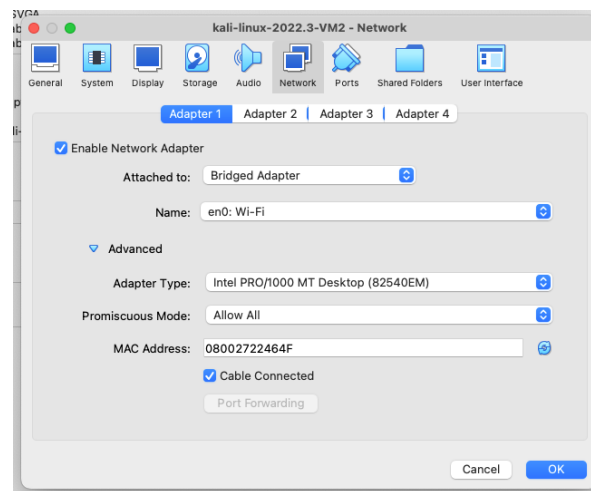 SVGA
kali-linux-2022.3-VM2 - Network
General System Display Storage Audio Network Ports Shared Folders User Interface
Adapter 1 Adapter 2 Adapter 3 Adapter 4
Enable Network Adapter
Attached to: Bridged Adapter
Name: en0: Wi-Fi
Advanced
Adapter Type: Intel PRO/1000 MT Desktop (82540EM)
Promiscuous Mode: Allow All
MAC Address: 08002722464F
Cable Connected
Port Forwarding
Cancel OK